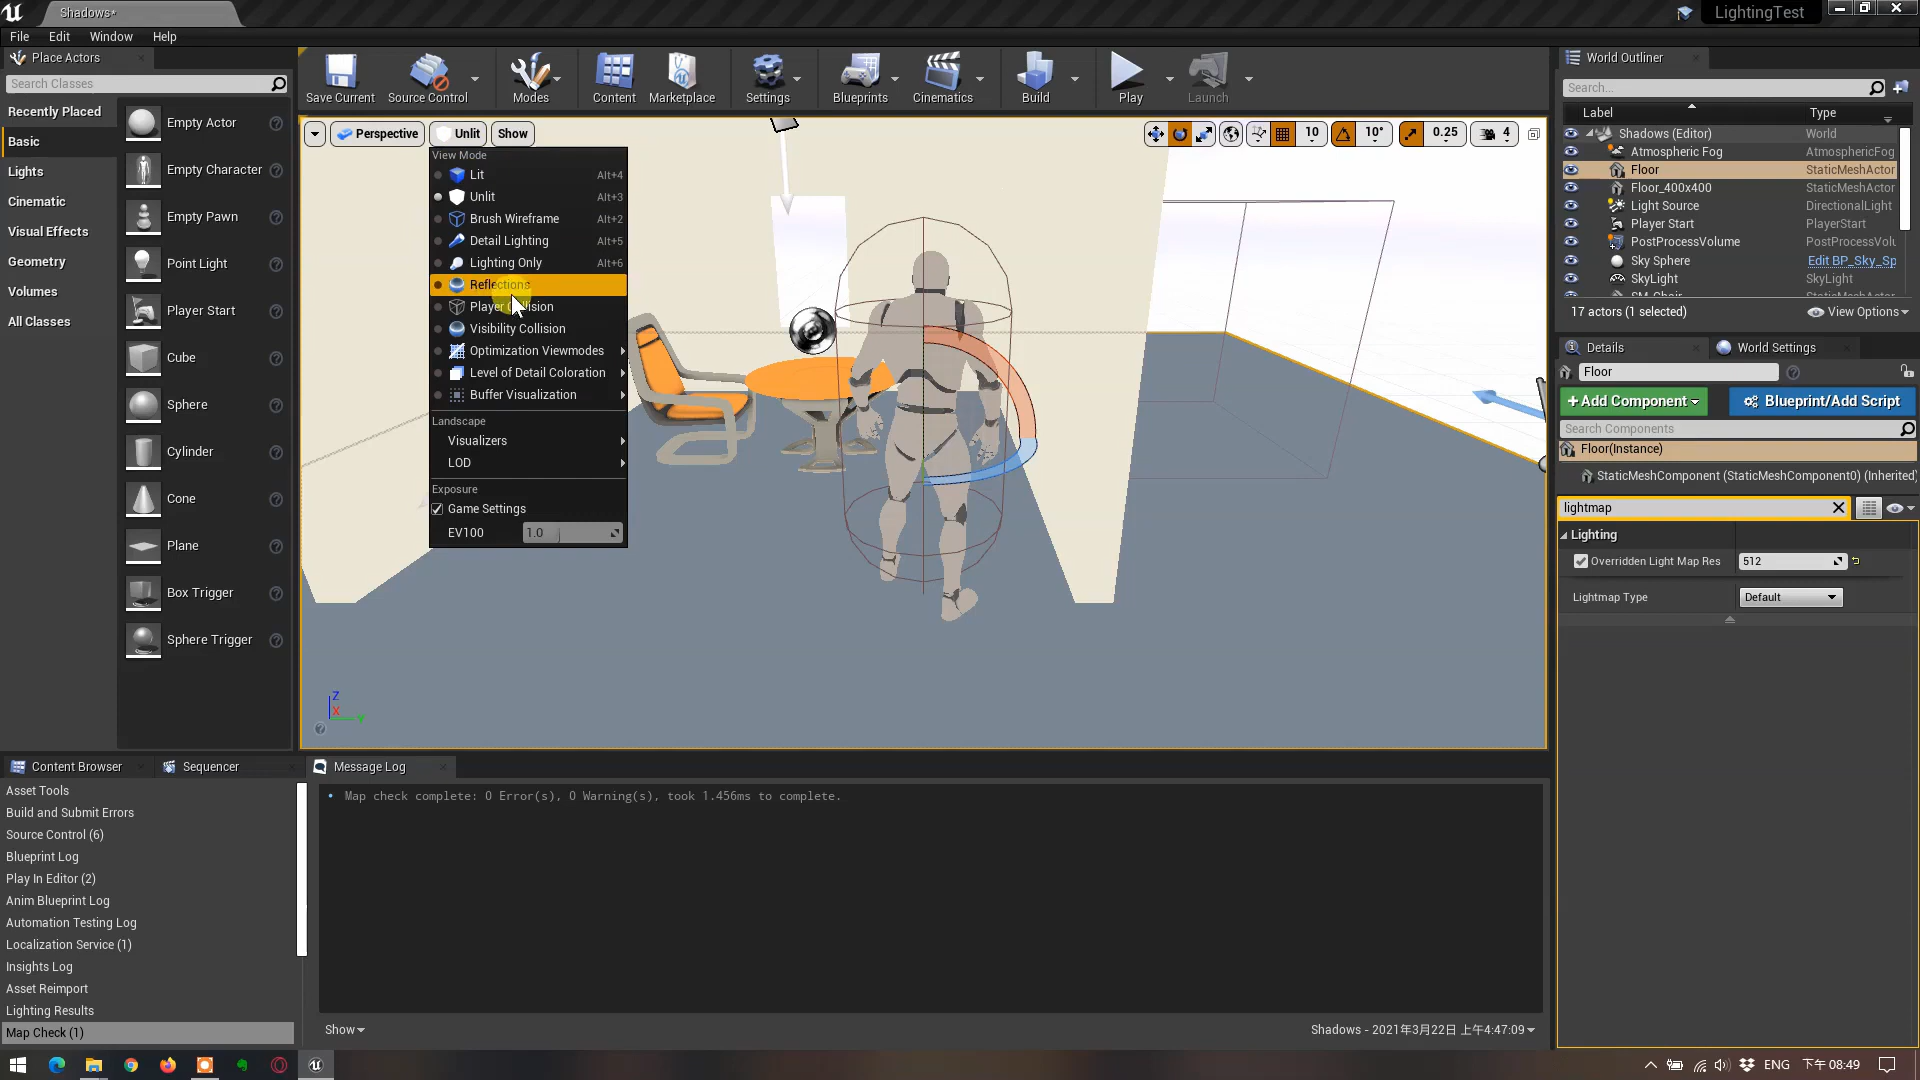 Shadows*
LightingTest
File Edit Window Help
Place Actors
Search Classes
Recently Placed
Basic
Lights
Cinematic
Visual Effects
Geometry
Volumes
All Classes
Empty Actor
Empty Character
Empty Pawn
Point Light
Player Start
Cube
Sphere
Cylinder
Cone
Plane
Box Trigger
Sphere Trigger
Save Current
Source Control
Modes
Content
Marketplace
Settings
Blueprints
Cinematics
Build
Play
Launch
Perspective
Unlit
Show
10
10°
0.25
4
View Mode
Lit Alt+4
Unlit Alt+3
Brush Wireframe Alt+2
Detail Lighting Alt+5
Lighting Only Alt+6
Reflections
Player Collision
Visibility Collision
Optimization Viewmodes
Level of Detail Coloration
Buffer Visualization
Landscape
Visualizers
LOD
Exposure
Game Settings
EV100 1.0
Z
X
Y
World Outliner
Search...
Label Type
Shadows (Editor) World
Atmospheric Fog AtmosphericFog
Floor StaticMeshActor
Floor_400x400 StaticMeshActor
Light Source DirectionalLight
Player Start PlayerStart
PostProcessVolume PostProcessVolu
Sky Sphere Edit BP_Sky_Sp
SkyLight SkyLight
SM_Chair StaticMeshActor
17 actors (1 selected) View Options
Details World Settings
Floor
+Add Component Blueprint/Add Script
Search Components
Floor(Instance)
StaticMeshComponent (StaticMeshComponent0) (Inherited)
lightmap
Lighting
Overridden Light Map Res 512
Lightmap Type Default
Content Browser
Sequencer
Message Log
Asset Tools
Build and Submit Errors
Source Control (6)
Blueprint Log
Play In Editor (2)
Anim Blueprint Log
Automation Testing Log
Localization Service (1)
Insights Log
Asset Reimport
Lighting Results
Map Check (1)
Map check complete: 0 Error(s), 0 Warning(s), took 1.456ms to complete.
Show
Shadows - 2021年3月22日 上午4:47:09
ENG 下午 08:49